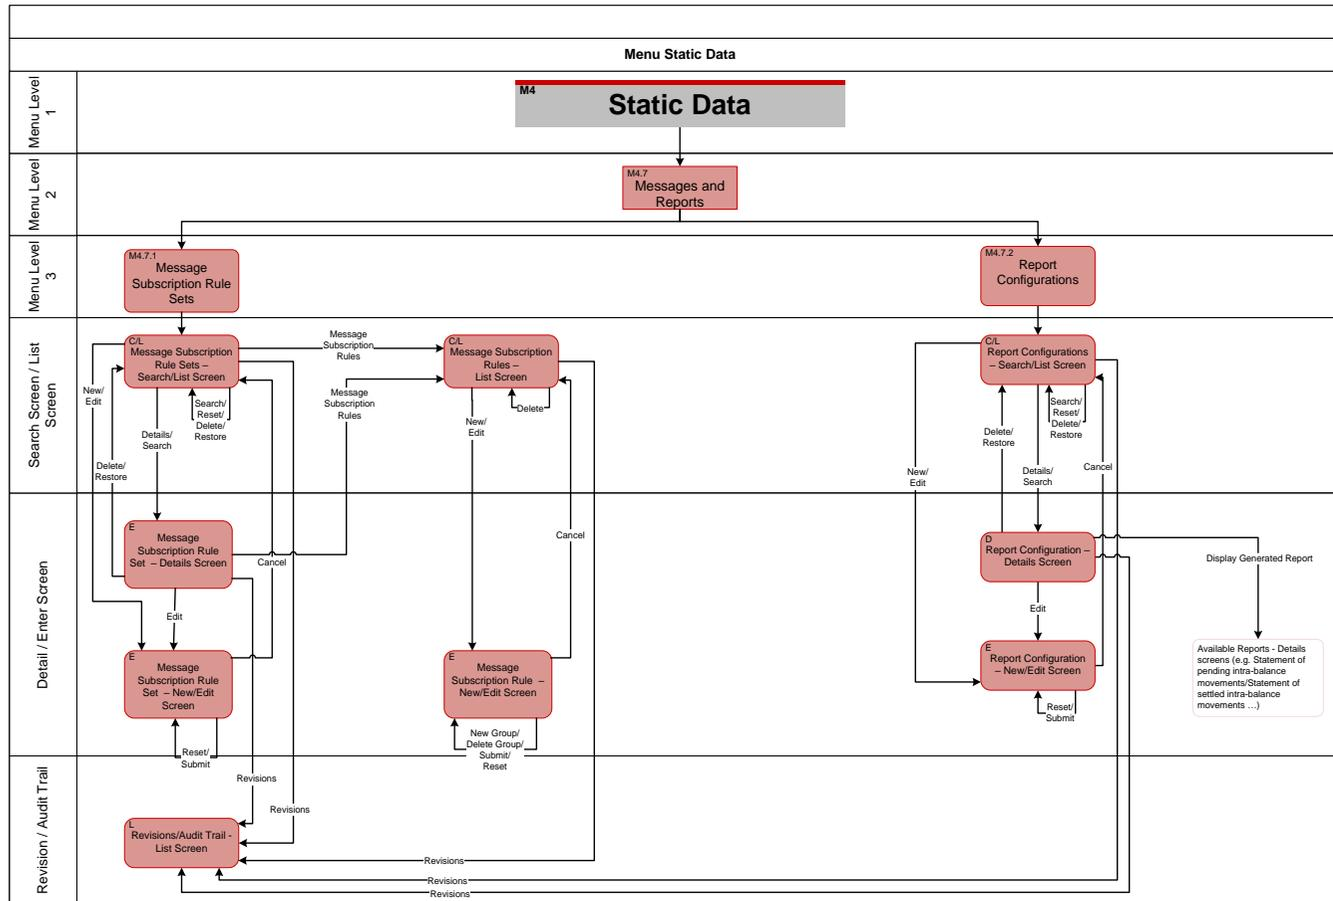 Menu Static Data
Menu Level
1
M4
Static Data
Menu Level
2
M4.7
Messages and
Reports
Menu Level
3
M4.7.1
Message
Subscription Rule
Sets
M4.7.2
Report
Configurations
Search Screen / List
Screen
C/L
Message Subscription
Rule Sets –
Search/List Screen
Message
Subscription
Rules
C/L
Message Subscription
Rules –
List Screen
C/L
Report Configurations
– Search/List Screen
New/
Edit
Search/
Reset/
Delete/
Restore
Message
Subscription
Rules
Delete
New/
Edit
Details/
Search
Delete/
Restore
Search/
Reset/
Delete/
Restore
Delete/
Restore
Cancel
New/
Edit
Details/
Search
Detail / Enter Screen
E
Message
Subscription Rule
Set – Details Screen
Cancel
Cancel
D
Report Configuration –
Details Screen
Display Generated Report
Edit
Edit
E
Message
Subscription Rule
Set – New/Edit
Screen
E
Message
Subscription Rule –
New/Edit Screen
E
Report Configuration
– New/Edit Screen
Available Reports - Details
screens (e.g. Statement of
pending intra-balance
movements/Statement of
settled intra-balance
movements …)
Reset/
Submit
New Group/
Delete Group/
Submit/
Reset
Reset/
Submit
Revision / Audit Trail
Revisions
Revisions
L
Revisions/Audit Trail -
List Screen
Revisions
Revisions
Revisions